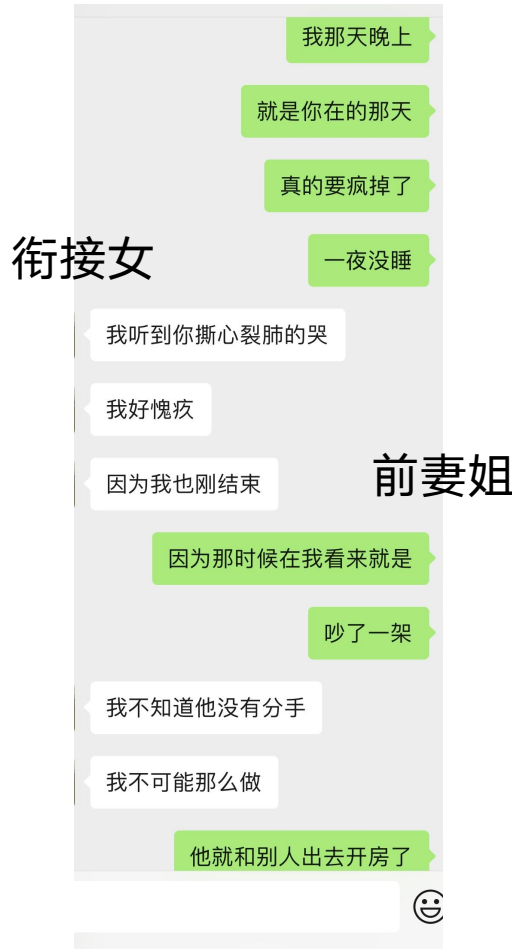 我那天晚上
就是你在的那天
真的要疯掉了
衔接女
一夜没睡
我听到你撕心裂肺的哭
我好愧疚
因为我也刚结束
前妻姐
因为那时候在我看来就是
吵了一架
我不知道他没有分手
我不可能那么做
他就和别人出去开房了